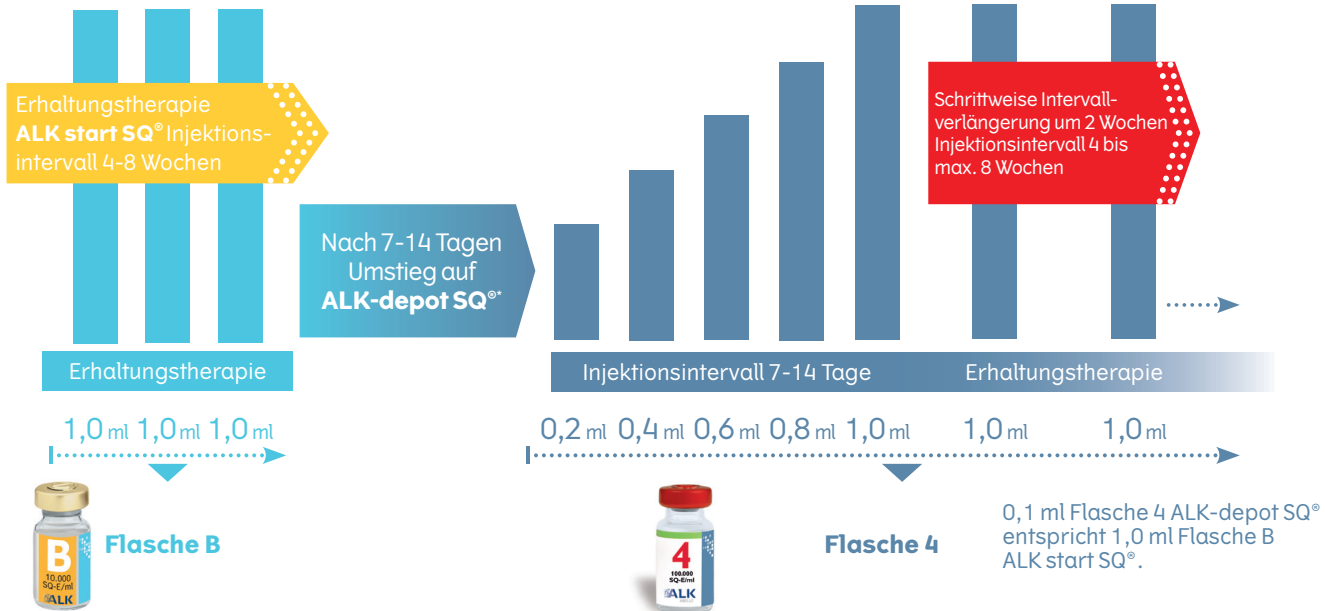 Erhaltungstherapie
ALK start SQ® Injektions-
intervall 4-8 Wochen
Nach 7-14 Tagen
Umstieg auf
ALK-depot SQ®*
Schrittweise Intervall-
verlängerung um 2 Wochen
Injektionsintervall 4 bis
max. 8 Wochen
Erhaltungstherapie
Injektionsintervall 7-14 Tage
Erhaltungstherapie
1,0 ml 1,0 ml 1,0 ml
0,2 ml 0,4 ml 0,6 ml 0,8 ml 1,0 ml 1,0 ml 1,0 ml
B
10.000
SQ-E/ml
ALK
Flasche B
4
100.000
SQ-E/ml
ALK
Flasche 4
0,1 ml Flasche 4 ALK-depot SQ®
entspricht 1,0 ml Flasche B
ALK start SQ®.